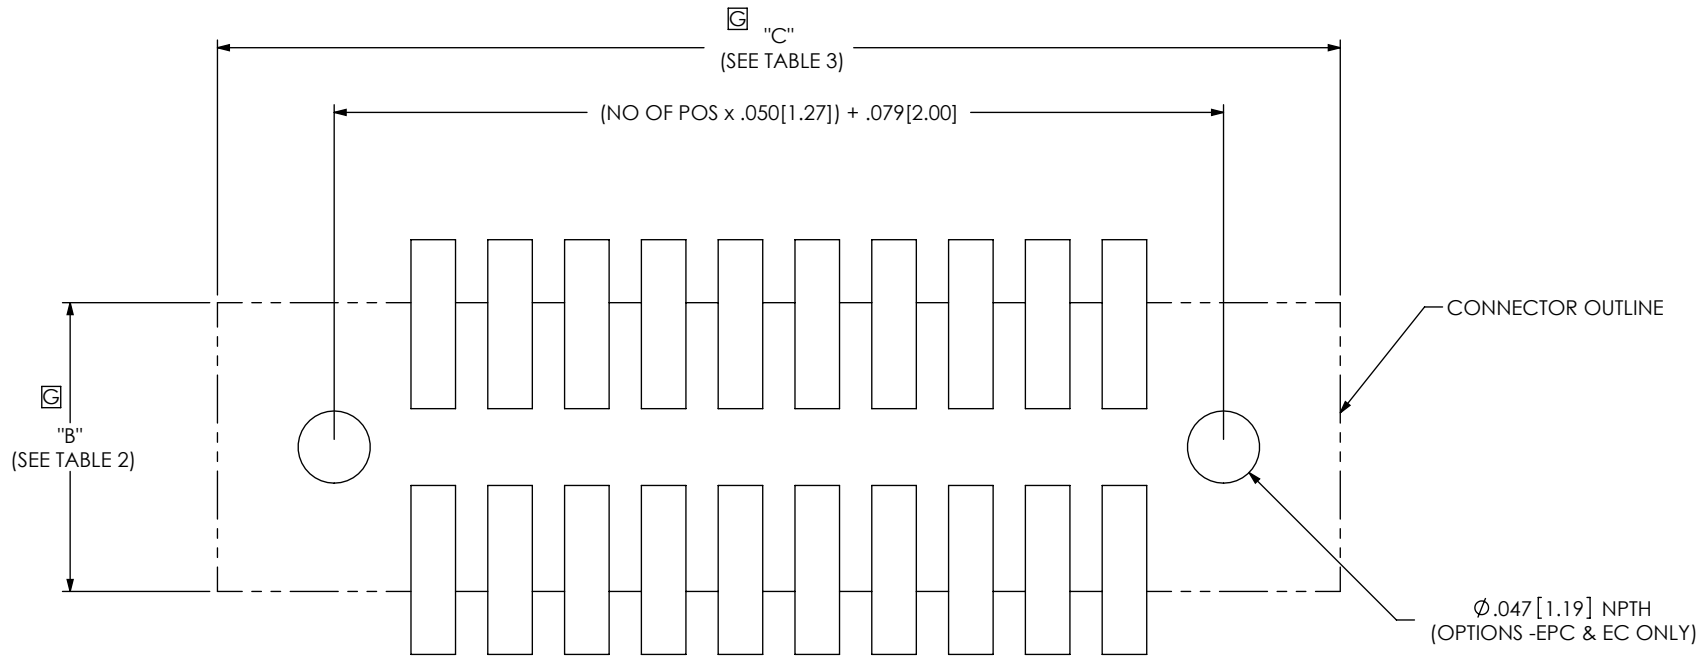 G
"C"
(SEE TABLE 3)
(NO OF POS x .050[1.27]) + .079[2.00]
CONNECTOR OUTLINE
G
"B"
(SEE TABLE 2)
Ø.047 [1.19] NPTH
(OPTIONS -EPC & EC ONLY)